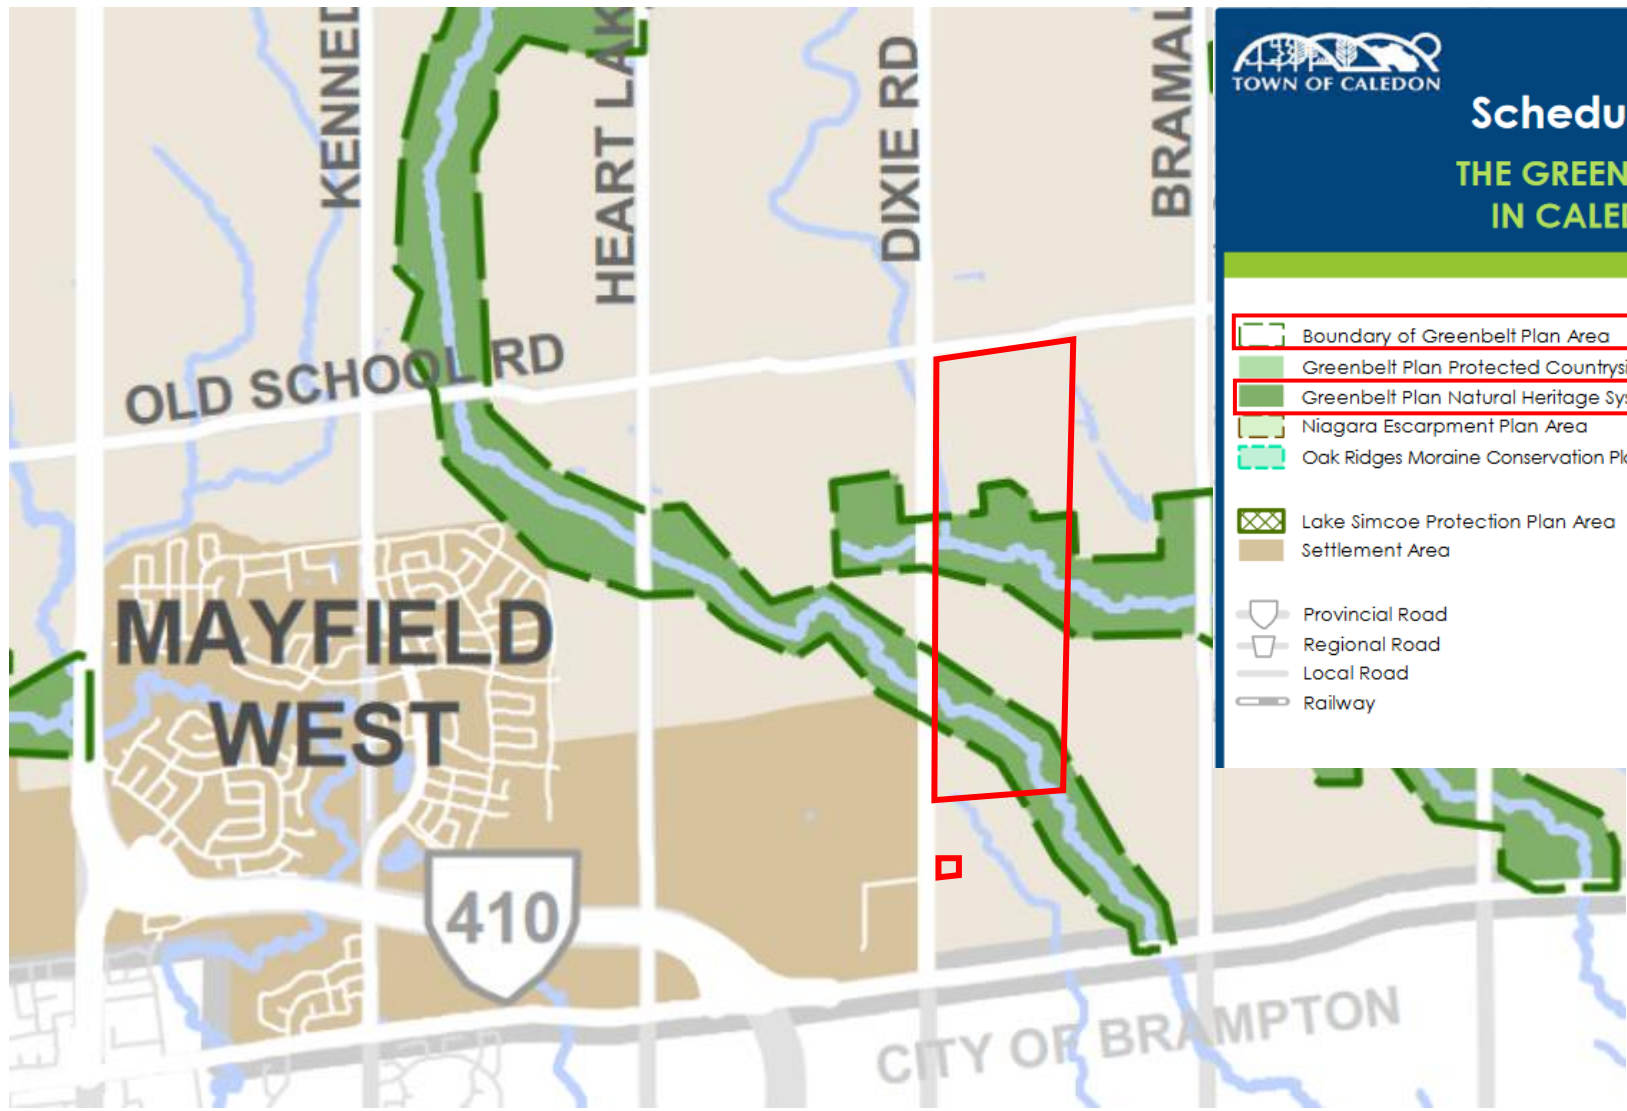 KENNED
HEART LAK
DIXIE RD
BRAMAL
OLD SCHOOL RD
MAYFIELD
WEST
410
CITY OF BRAMPTON
TOWN OF CALEDON
Schedu
THE GREEN
IN CALE
Boundary of Greenbelt Plan Area
Greenbelt Plan Protected Countrysi
Greenbelt Plan Natural Heritage Sys
Niagara Escarpment Plan Area
Oak Ridges Moraine Conservation Pla
Lake Simcoe Protection Plan Area
Settlement Area
Provincial Road
Regional Road
Local Road
Railway